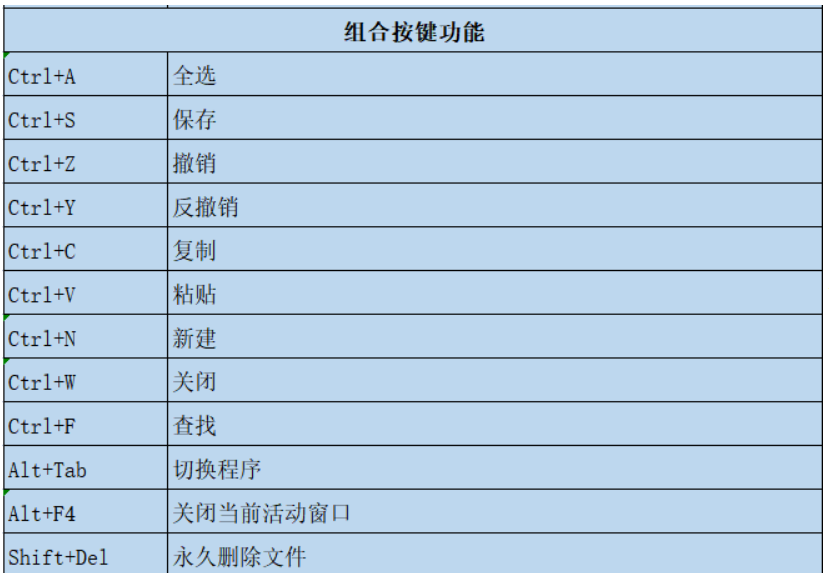 组合按键功能
Ctrl+A 全选
Ctrl+S 保存
Ctrl+Z 撤销
Ctrl+Y 反撤销
Ctrl+C 复制
Ctrl+V 粘贴
Ctrl+N 新建
Ctrl+W 关闭
Ctrl+F 查找
Alt+Tab 切换程序
Alt+F4 关闭当前活动窗口
Shift+Del 永久删除文件